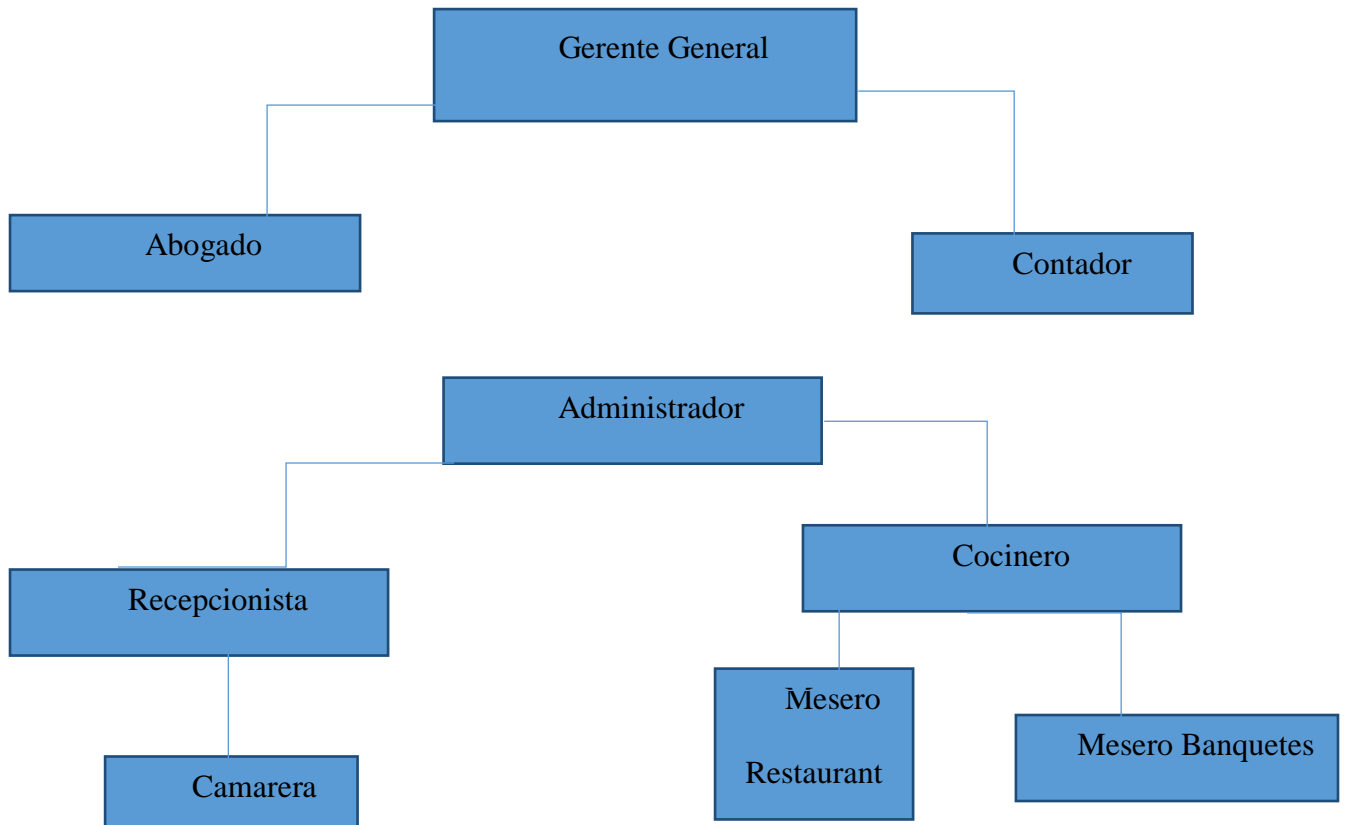 Gerente General
Abogado
Contador
Administrador
Cocinero
Recepcionista
Mesero
Restaurant
Mesero Banquetes
Camarera